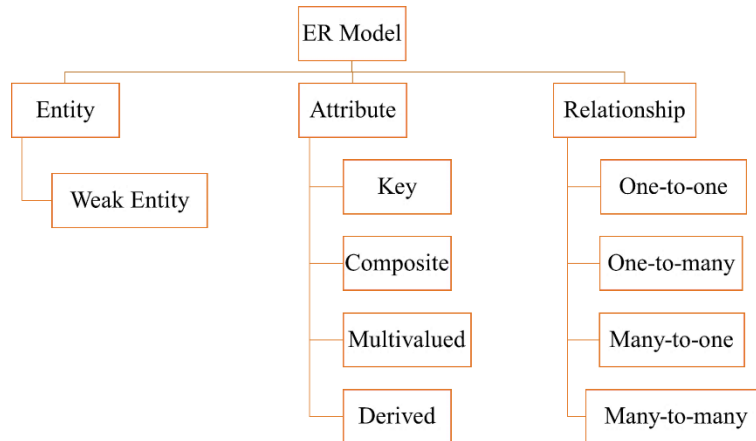 ER Model
Entity
Attribute
Relationship
Weak Entity
Key
One-to-one
Composite
One-to-many
Multivalued
Many-to-one
Derived
Many-to-many